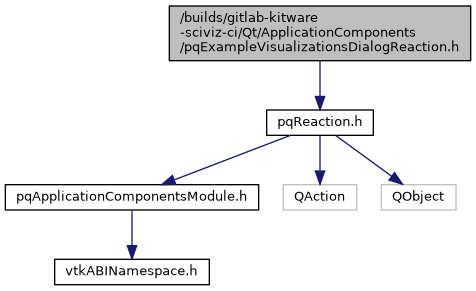 /builds/gitlab-kitware
-sciviz-ci/Qt/ApplicationComponents
/pqExampleVisualizationsDialogReaction.h
pqReaction.h
pqApplicationComponentsModule.h
QAction
QObject
vtkABINamespace.h